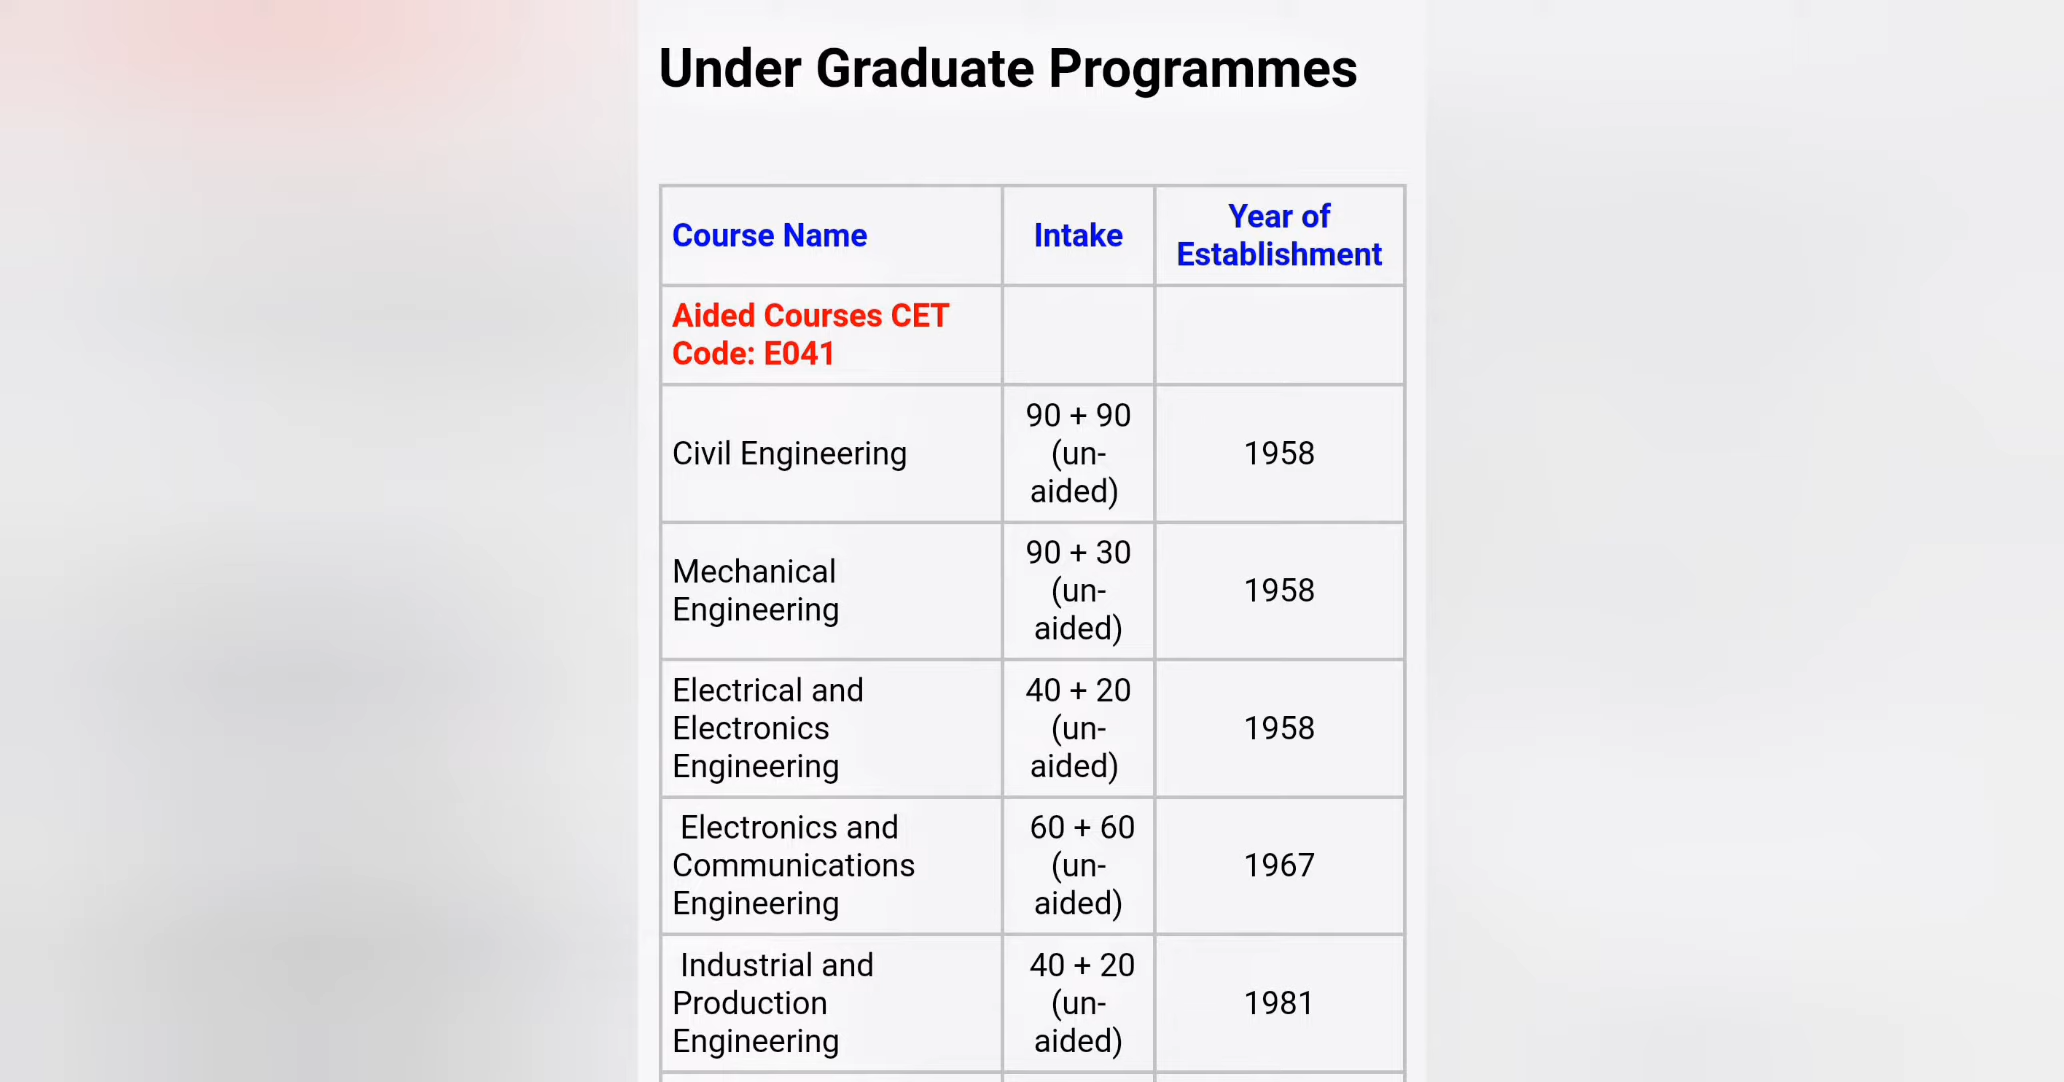 Under Graduate Programmes
Course Name
Intake
Year of
Establishment
Aided Courses CET
Code: E041
Civil Engineering
90 + 90
(un-
aided)
1958
Mechanical
Engineering
90 + 30
(un-
aided)
1958
Electrical and
Electronics
Engineering
40 + 20
(un-
aided)
1958
Electronics and
Communications
Engineering
60 + 60
(un-
aided)
1967
Industrial and
Production
Engineering
40 + 20
(un-
aided)
1981